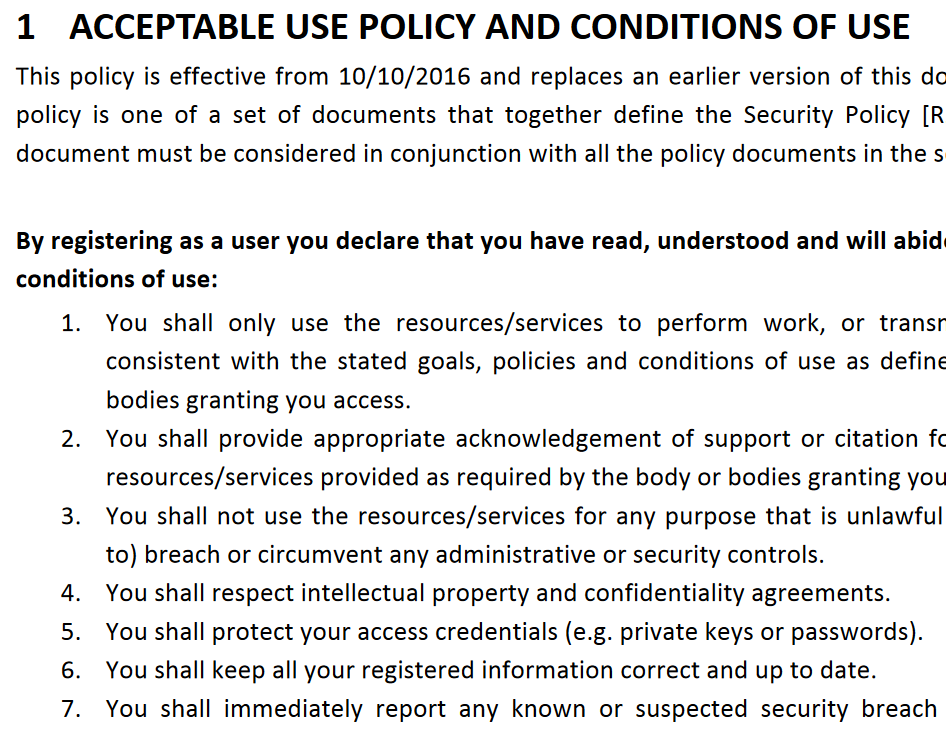 1 ACCEPTABLE USE POLICY AND CONDITIONS OF USE
This policy is effective from 10/10/2016 and replaces an earlier version of this do
policy is one of a set of documents that together define the Security Policy [R
document must be considered in conjunction with all the policy documents in the s
By registering as a user you declare that you have read, understood and will abide
conditions of use:
1. You shall only use the resources/services to perform work, or transm
consistent with the stated goals, policies and conditions of use as define
bodies granting you access.
2. You shall provide appropriate acknowledgement of support or citation fo
resources/services provided as required by the body or bodies granting you
3. You shall not use the resources/services for any purpose that is unlawful
to) breach or circumvent any administrative or security controls.
4. You shall respect intellectual property and confidentiality agreements.
5. You shall protect your access credentials (e.g. private keys or passwords).
6. You shall keep all your registered information correct and up to date.
7. You shall immediately report any known or suspected security breach